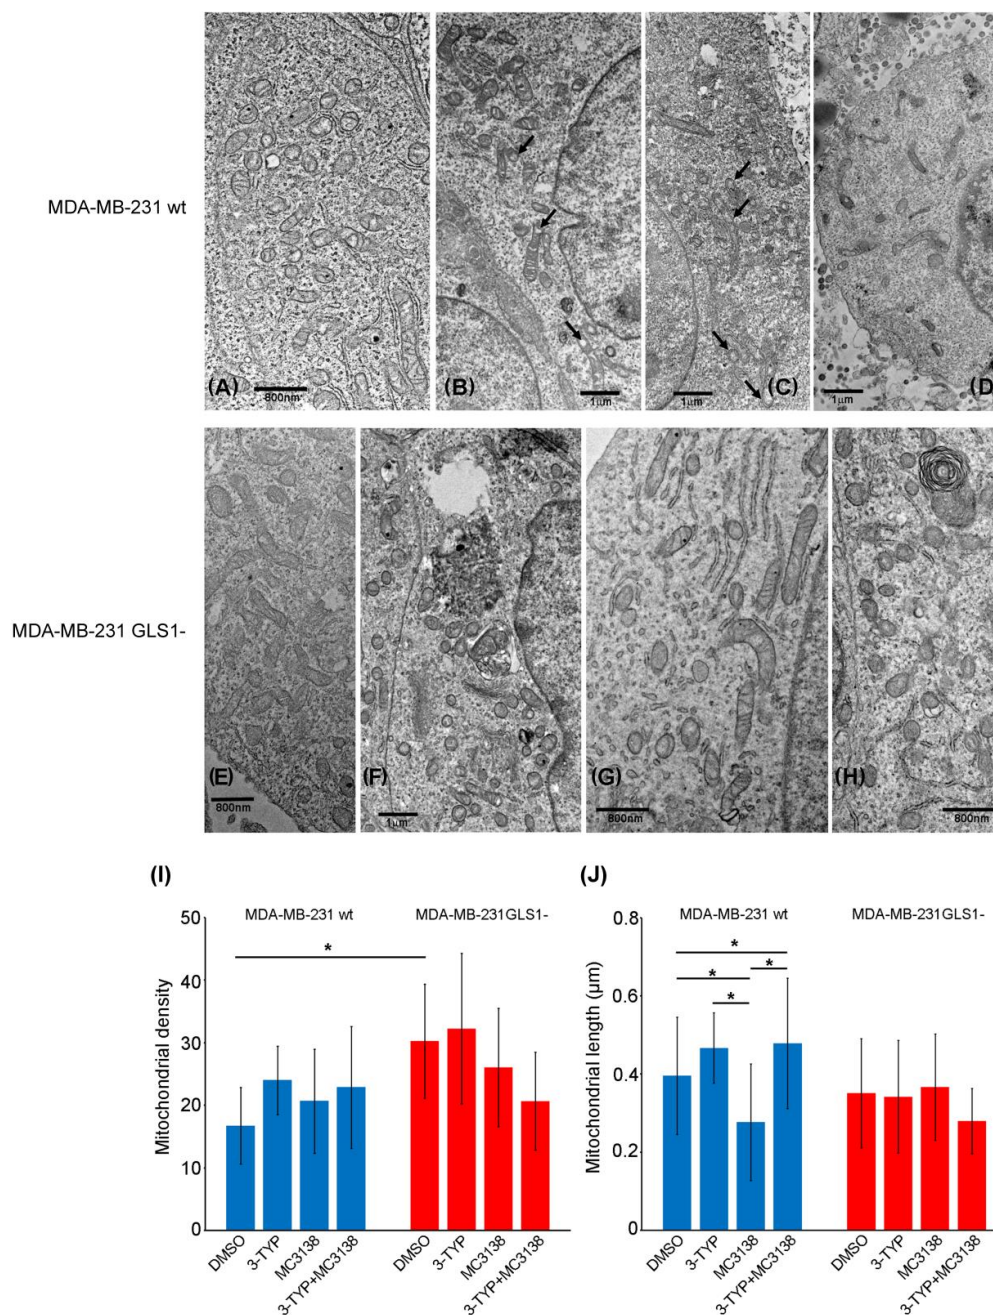 MDA-MB-231 wt
(A)
800nm
(B)
1µm
1µm
(C)
1µm
(D)
MDA-MB-231 GLS1-
(E)
800nm
(F)
1µm
(G)
800nm
(H)
800nm
(I)
MDA-MB-231 wt
MDA-MB-231GLS1-
*
Mitochondrial density
50
40
30
20
10
0
DMSO
3-TYP
MC3138
3-TYP+MC3138
DMSO
3-TYP
MC3138
3-TYP+MC3138
(J)
MDA-MB-231 wt
MDA-MB-231GLS1-
*
*
*
*
Mitochondrial length (µm)
0.8
0.6
0.4
0.2
0
DMSO
3-TYP
MC3138
3-TYP+MC3138
DMSO
3-TYP
MC3138
3-TYP+MC3138